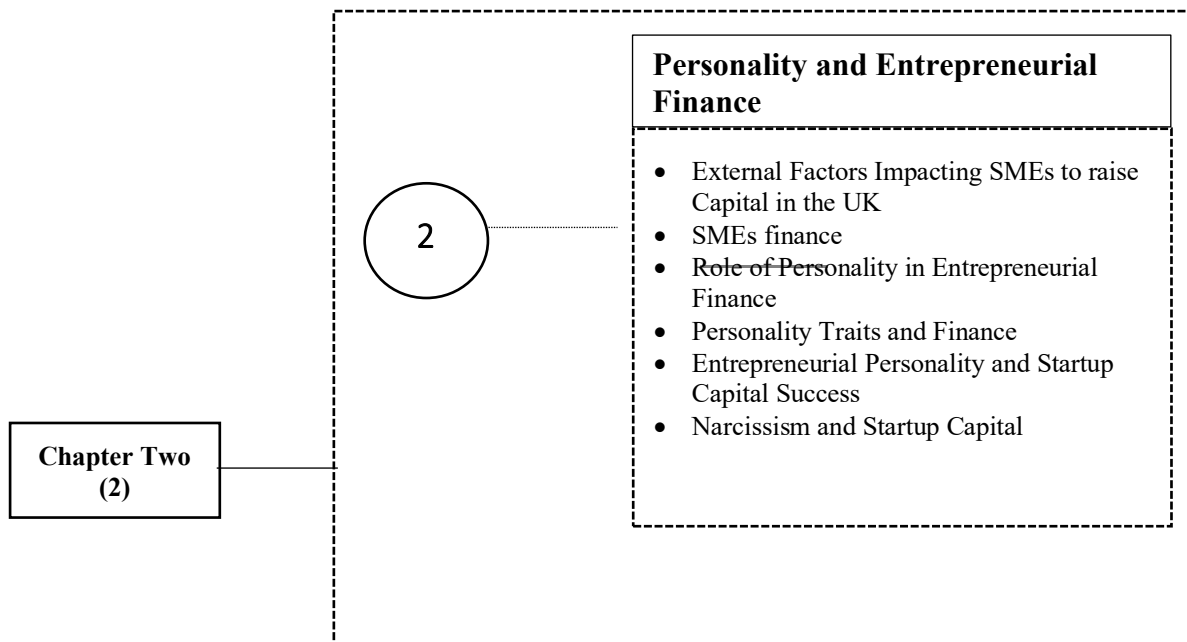 Personality and Entrepreneurial
Finance
• External Factors Impacting SMEs to raise
Capital in the UK
• SMEs finance
• Role of Personality in Entrepreneurial
Finance
• Personality Traits and Finance
• Entrepreneurial Personality and Startup
Capital Success
• Narcissism and Startup Capital
2
Chapter Two
(2)